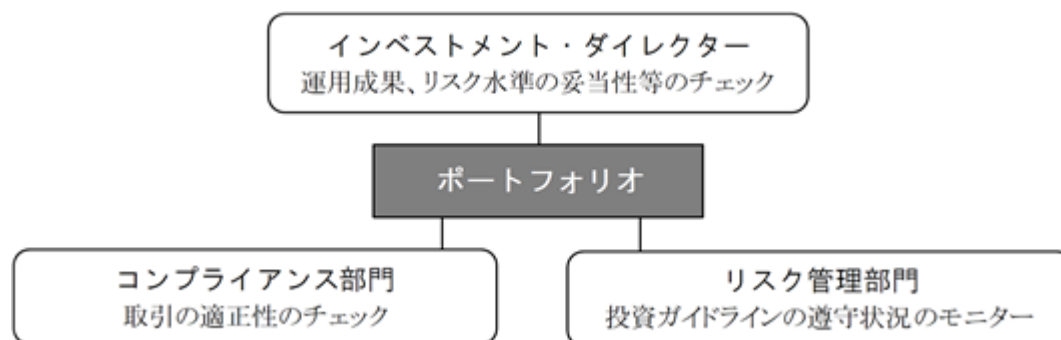 インベストメント・ダイレクター
運用成果、リスク水準の妥当性等のチェック
ポートフォリオ
コンプライアンス部門
取引の適正性のチェック
リスク管理部門
投資ガイドラインの遵守状況のモニター